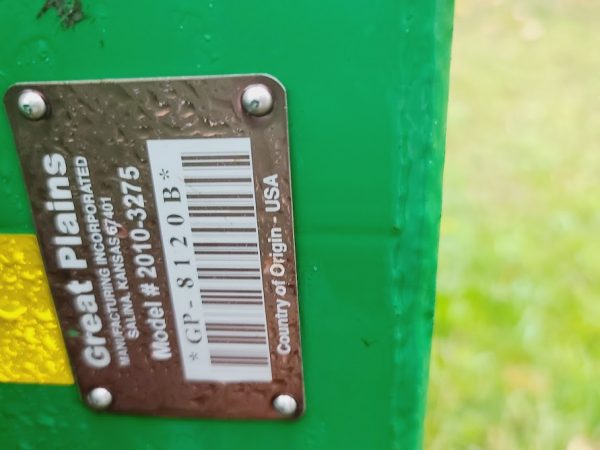 Great Plains
MANUFACTURING INCORPORATED
SALINA, KANSAS 67401
Model # 2010-3275
*GP-8120B*
Country of Origin - USA